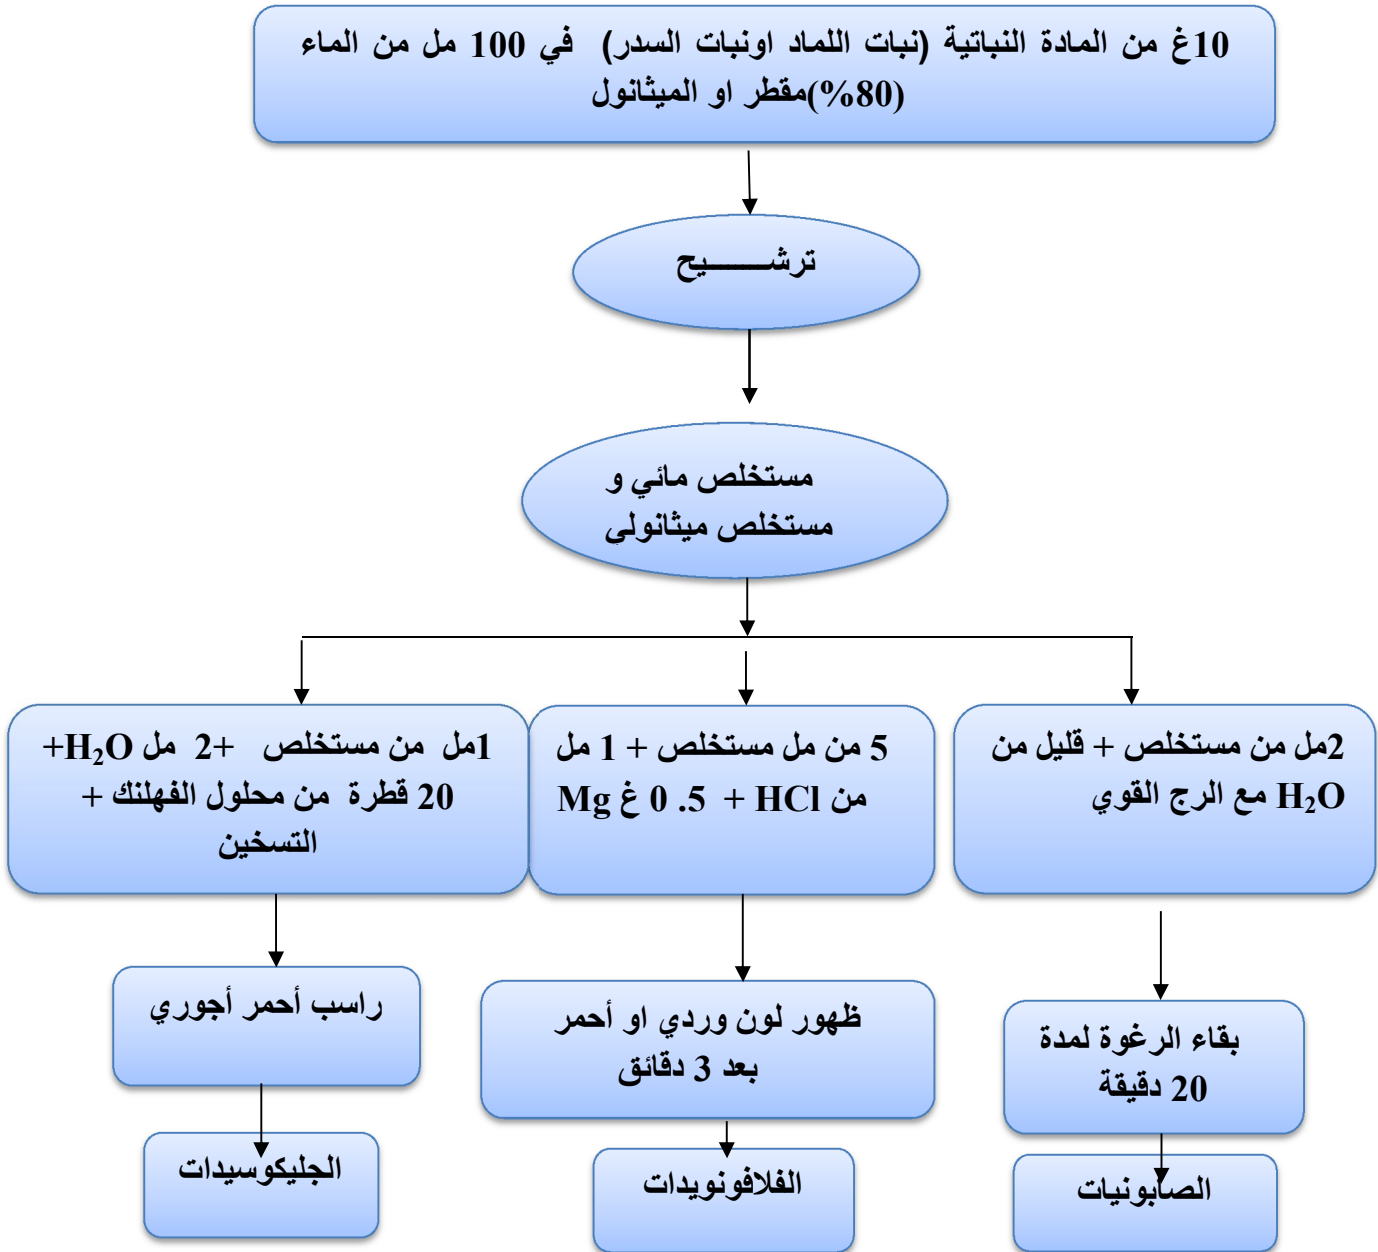 10غ من المادة النباتية (نبات اللماد اونبات السدر) في 100 مل من الماء
مقطر او الميثانول(80%)
ترشـــــــيح
مستخلص مائي و
مستخلص ميثانولي
2مل من مستخلص + قليل من
H₂O مع الرج القوي
5 من مل مستخلص + 1 مل
من HCl + 0 .5 غ Mg
1مل من مستخلص +2 مل H₂O+
20 قطرة من محلول الفهلنك +
التسخين
بقاء الرغوة لمدة
20 دقيقة
ظهور لون وردي او أحمر
بعد 3 دقائق
راسب أحمر أجوري
الصابونيات
الفلافونويدات
الجليكوسيدات